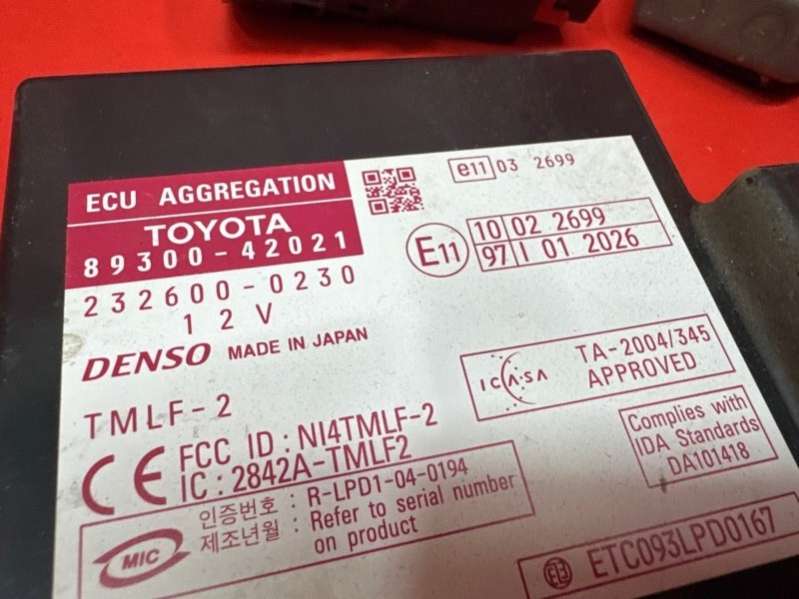 ECU AGGREGATION
TOYOTA
89300-42021
232600-0230
12V
DENSO MADE IN JAPAN
TMLF-2
e11 03 2699
E11
10 02 2699
97 I 01 2026
ICASA TA-2004/345
APPROVED
CE FCC ID : NI4TMLF-2
IC : 2842A-TMLF2
Complies with
IDA Standards
DA101418
MIC 인증번호 : R-LPD1-04-0194
제조년월 : Refer to serial number
on product
ETC093LPD0167